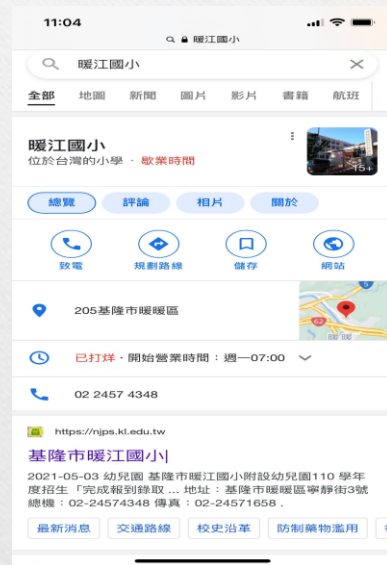 11:04
暖江國小
暖江國小
全部 地圖 新聞 圖片 影片 書籍 航班
暖江國小
位於台灣的小學 · 歇業時間
15+
總覽 評論 相片 關於
致電 規劃路線 儲存 網站
205基隆市暖暖區
5
62
暖暖
已打烊 · 開始營業時間：週一07:00
02 2457 4348
https://njps.kl.edu.tw
基隆市暖江國小|
2021-05-03 幼兒園 基隆市暖江國小附設幼兒園110 學年
度招生「完成報到錄取 ... 地址：基隆市暖暖區寧靜街3號
總機：02-24574348 傳真：02-24571658 .
最新消息 交通路線 校史沿革 防制藥物濫用